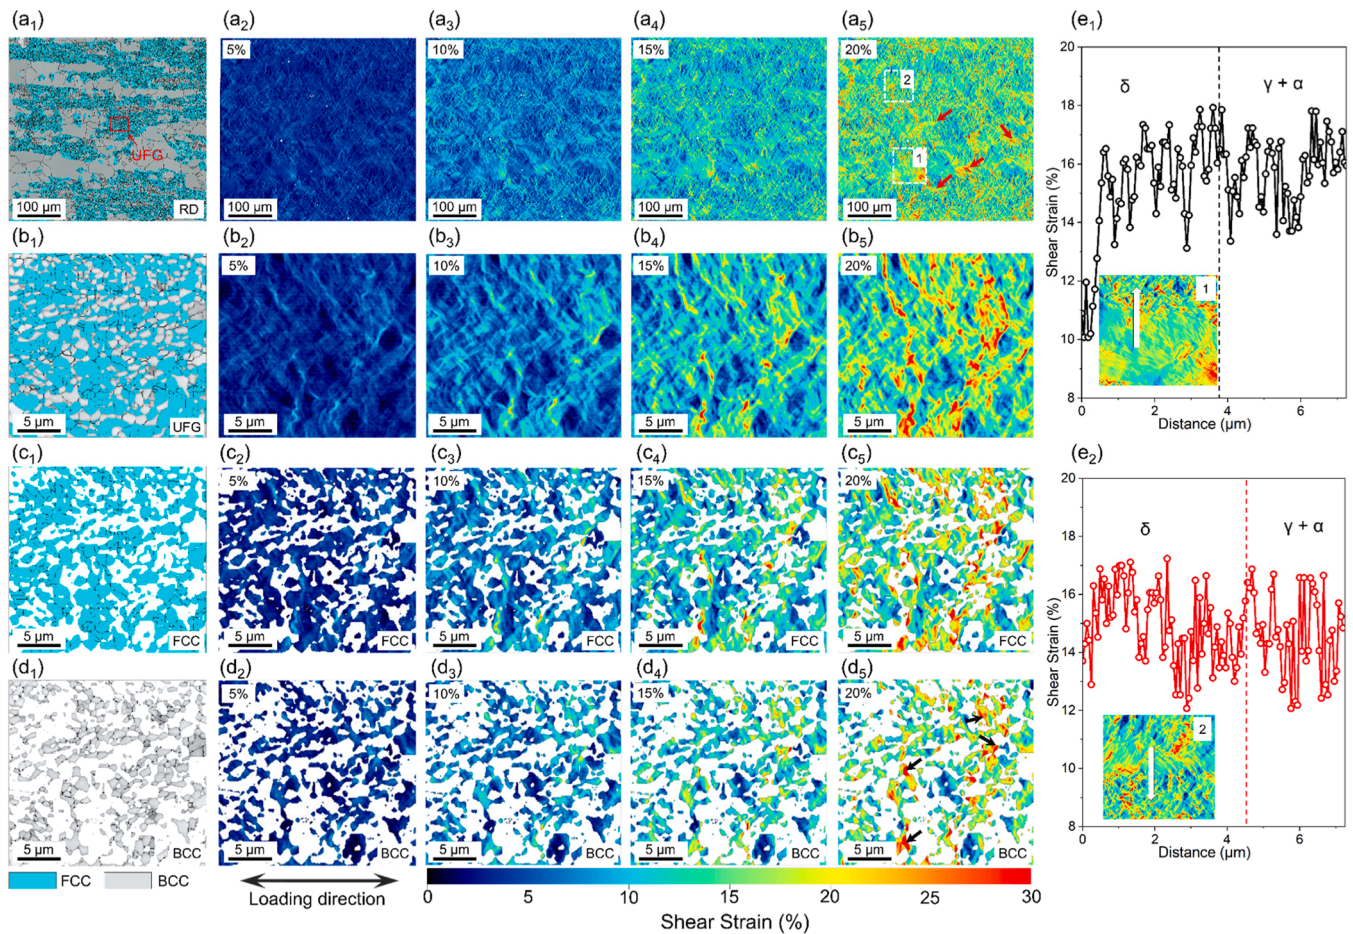 (a1) (a2) (a3) (a4) (a5) (e1)
5% 10% 15% 20%
2
1
UFG
100 μm RD 100 μm 100 μm 100 μm 100 μm
(b1) (b2) (b3) (b4) (b5)
5% 10% 15% 20%
5 μm UFG 5 μm 5 μm 5 μm 5 μm
(c1) (c2) (c3) (c4) (c5)
5% 10% 15% 20%
5 μm FCC 5 μm FCC 5 μm FCC 5 μm FCC 5 μm FCC
(d1) (d2) (d3) (d4) (d5)
5% 10% 15% 20%
5 μm BCC 5 μm BCC 5 μm BCC 5 μm BCC 5 μm BCC
FCC BCC
Loading direction
0 5 10 15 20 25 30
Shear Strain (%)
20
18
16
14
12
10
8
Shear Strain (%)
δ γ + α
1
0 2 4 6
Distance (μm)
(e2)
20
18
16
14
12
10
8
Shear Strain (%)
δ γ + α
2
0 2 4 6
Distance (μm)